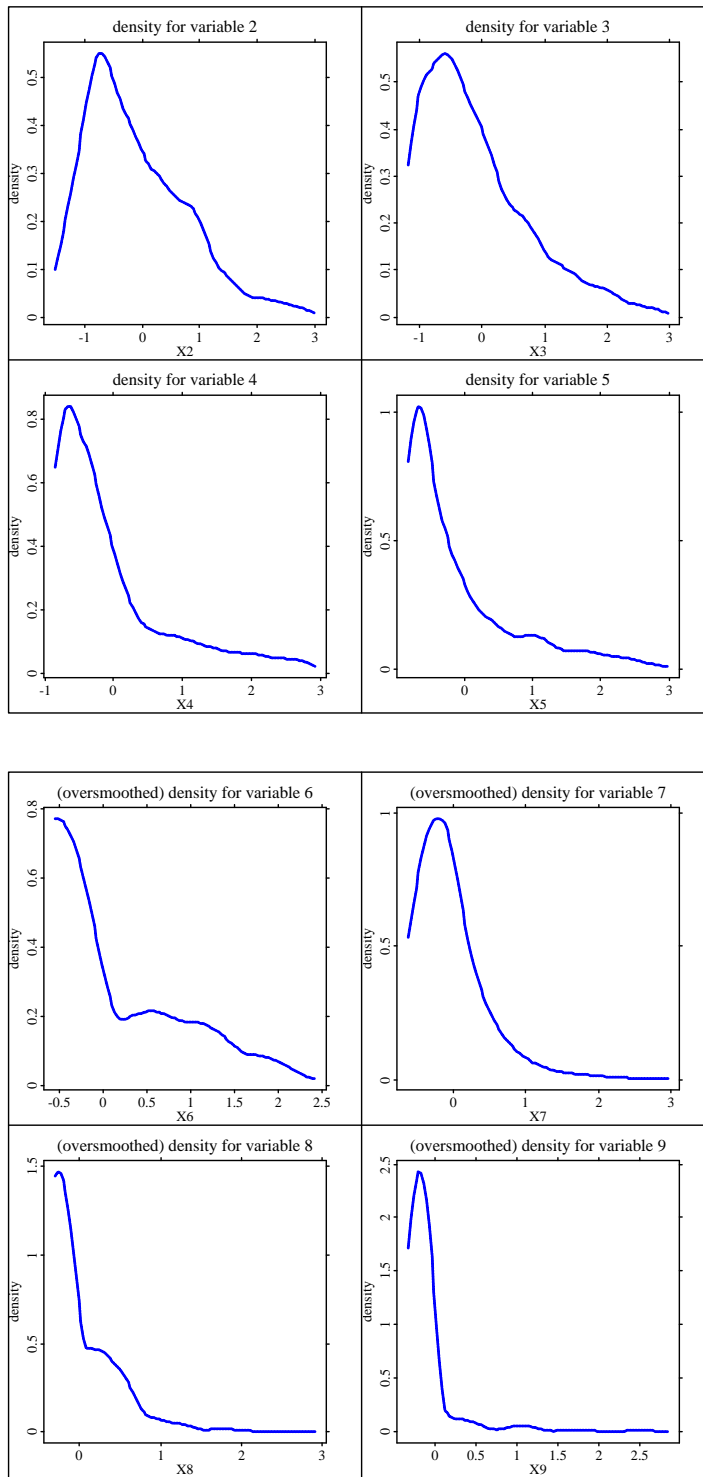 density for variable 2
density
0 0.1 0.2 0.3 0.4 0.5
-1 0 1 2 3
X2
density for variable 3
density
0 0.1 0.2 0.3 0.4 0.5
-1 0 1 2 3
X3
density for variable 4
density
0 0.2 0.4 0.6 0.8
-1 0 1 2 3
X4
density for variable 5
density
0 0.5 1
0 1 2 3
X5
(oversmoothed) density for variable 6
density
0 0.2 0.4 0.6 0.8
-0.5 0 0.5 1 1.5 2 2.5
X6
(oversmoothed) density for variable 7
density
0 0.5 1
0 1 2 3
X7
(oversmoothed) density for variable 8
density
0 0.5 1 1.5
0 1 2 3
X8
(oversmoothed) density for variable 9
density
0 0.5 1 1.5 2 2.5
0 0.5 1 1.5 2 2.5
X9